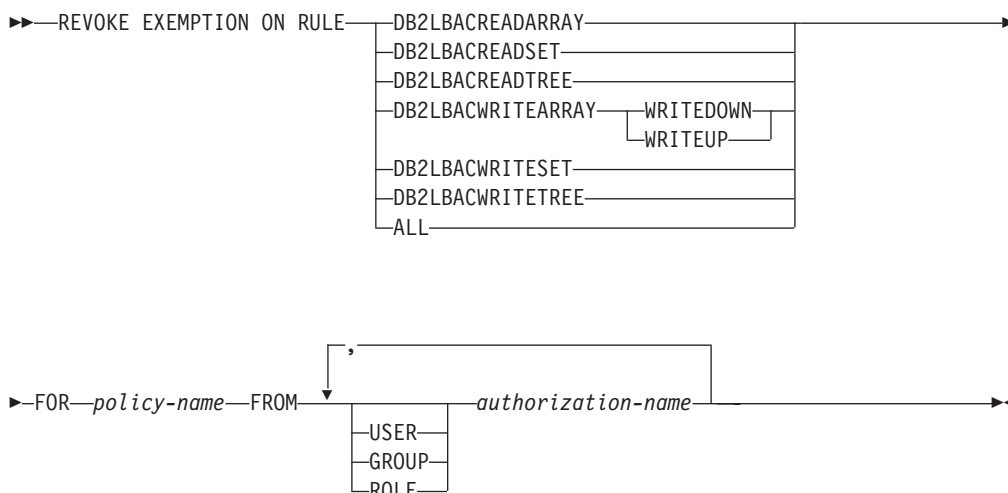 REVOKE EXEMPTION ON RULE DB2LBACREADARRAY
DB2LBACREADSET
DB2LBACREADTREE
DB2LBACWRITEARRAY WRITEDOWN
WRITEUP
DB2LBACWRITESET
DB2LBACWRITETREE
ALL
,
FOR policy-name FROM authorization-name
USER
GROUP
ROLE